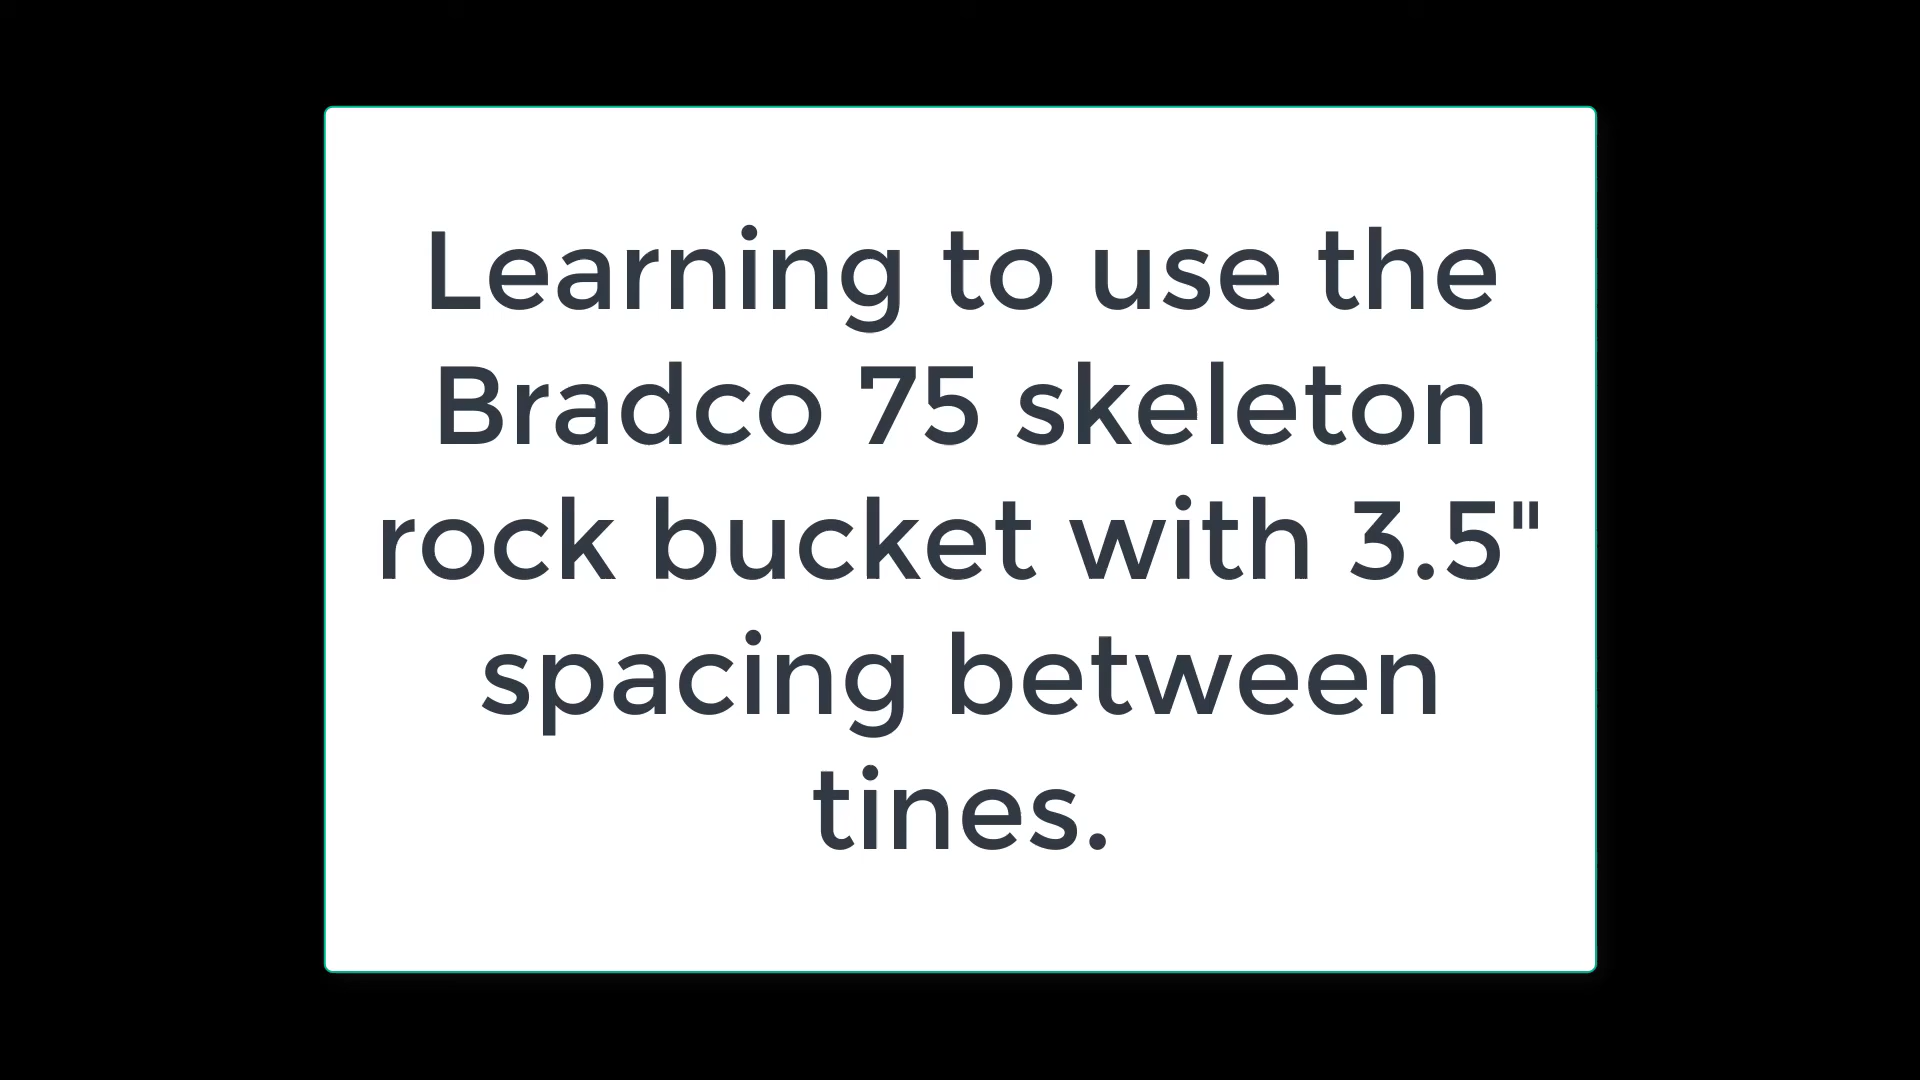 Learning to use the
Bradco 75 skeleton
rock bucket with 3.5"
spacing between
tines.